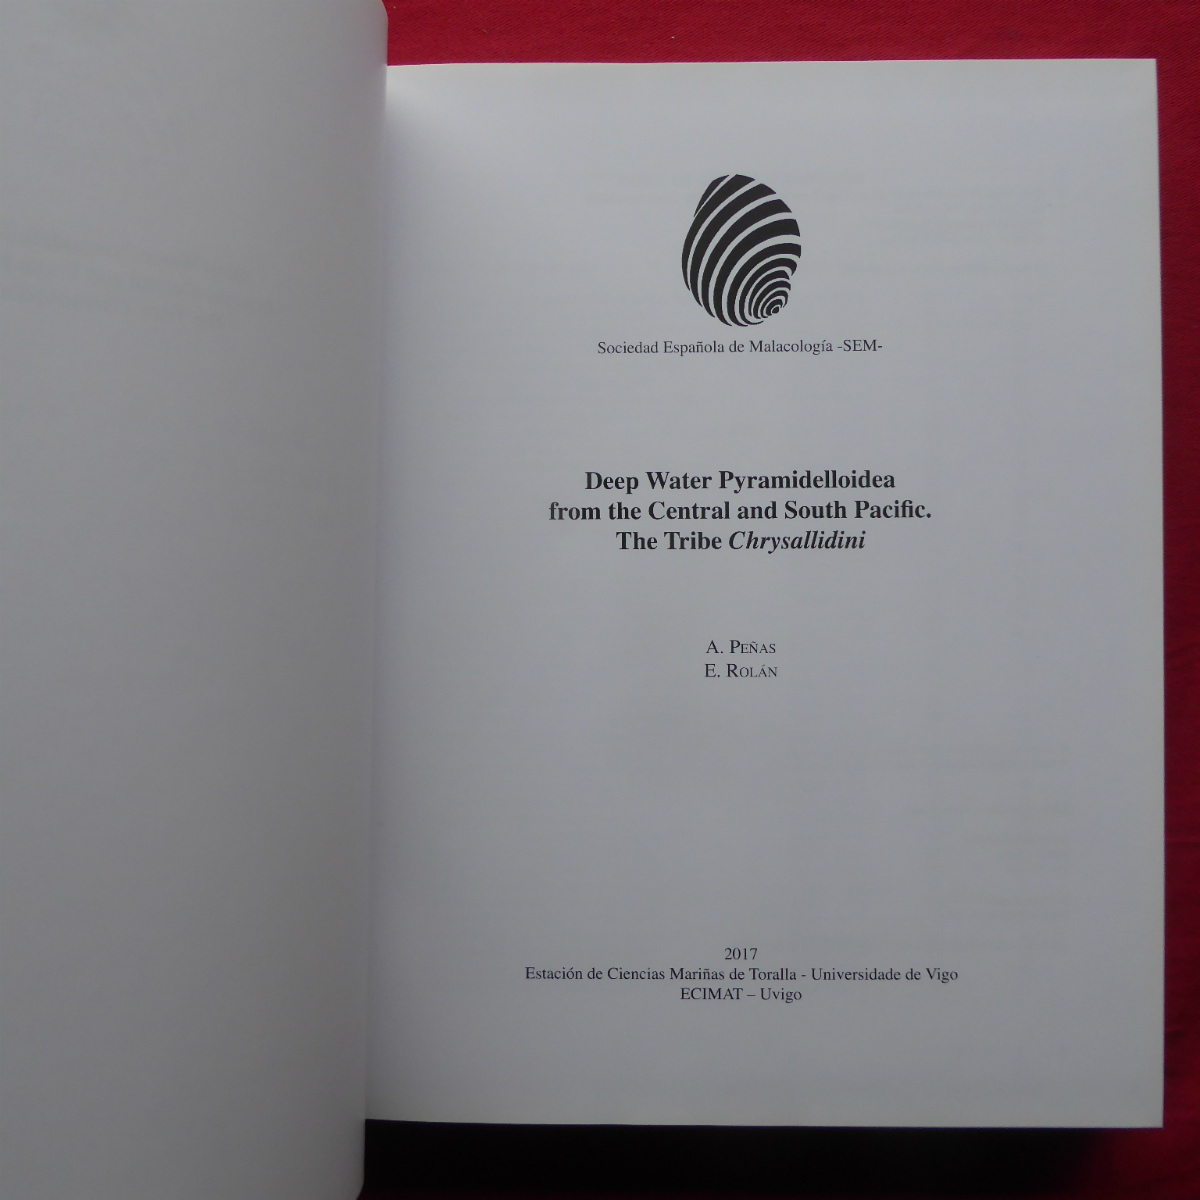 Sociedad Española de Malacología -SEM-
Deep Water Pyramidelloidea
from the Central and South Pacific.
The Tribe Chrysallidini
A. PEÑAS
E. ROLÁN
2017
Estación de Ciencias Mariñas de Toralla - Universidade de Vigo
ECIMAT – Uvigo